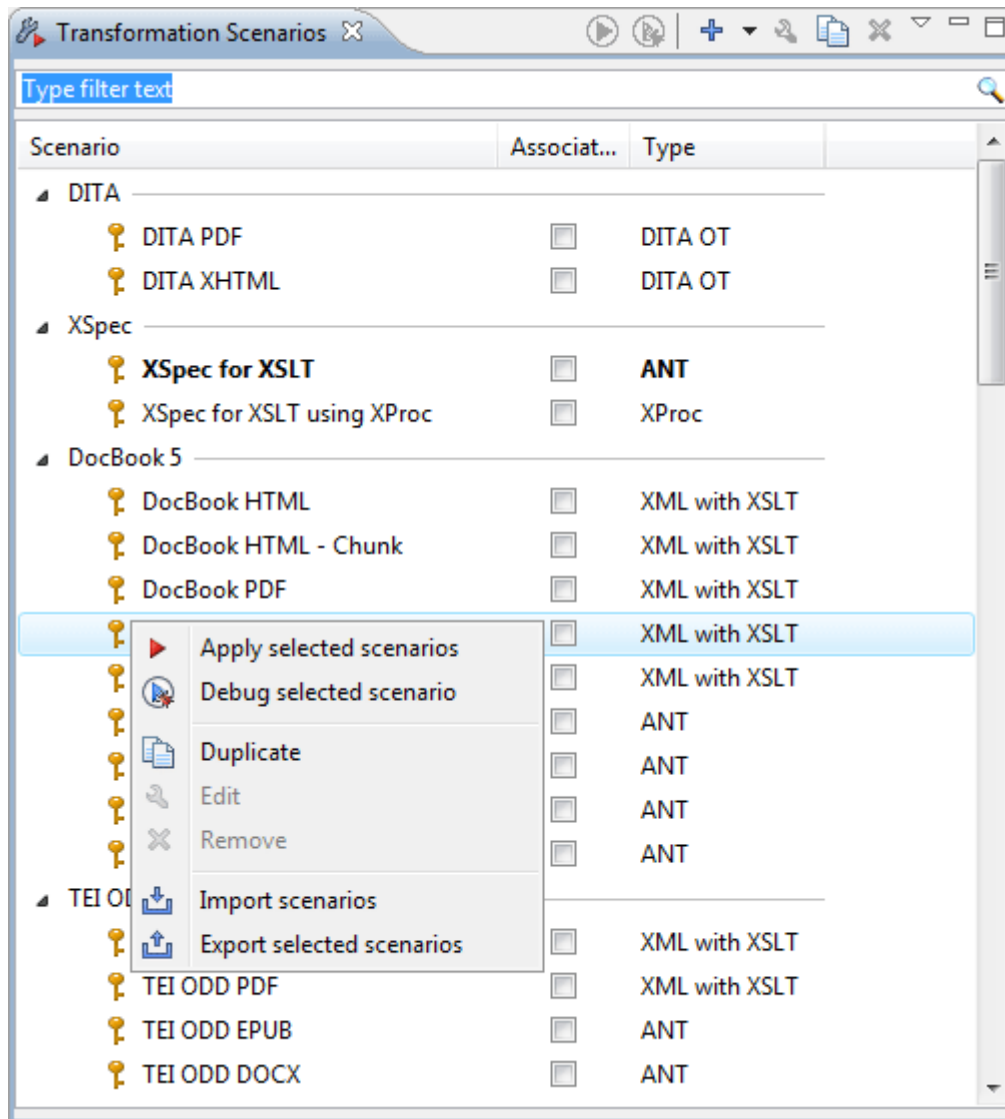 Transformation Scenarios
Type filter text
Scenario Associat... Type
DITA
DITA PDF DITA OT
DITA XHTML DITA OT
XSpec
XSpec for XSLT ANT
XSpec for XSLT using XProc XProc
DocBook 5
DocBook HTML XML with XSLT
DocBook HTML - Chunk XML with XSLT
DocBook PDF XML with XSLT
XML with XSLT
Apply selected scenarios
XML with XSLT
Debug selected scenario
ANT
Duplicate
ANT
Edit
ANT
Remove
ANT
TEI
Import scenarios
XML with XSLT
Export selected scenarios
TEI ODD PDF XML with XSLT
TEI ODD EPUB ANT
TEI ODD DOCX ANT